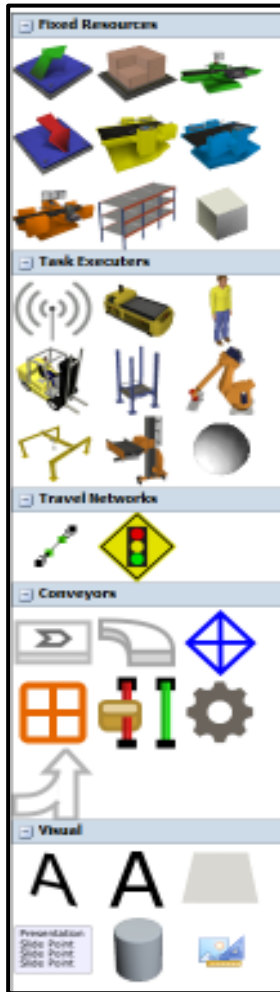 Fixed Resources
Task Executers
Travel Networks
Conveyors
Visual
A A
Presentation
Slide Point
Slide Point
Slide Point